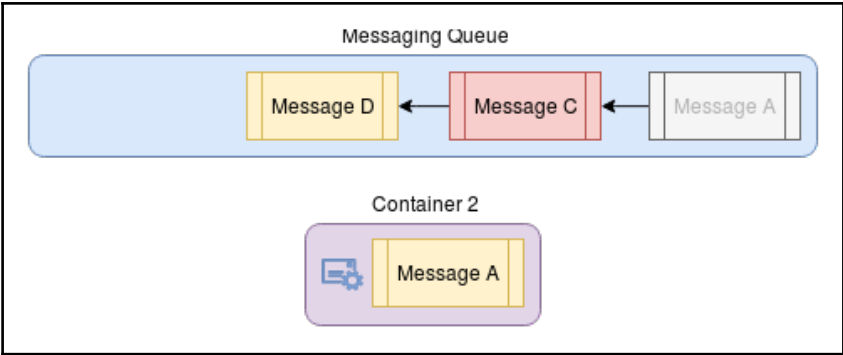 Messaging Queue
Message D
Message C
Message A
Container 2
Message A